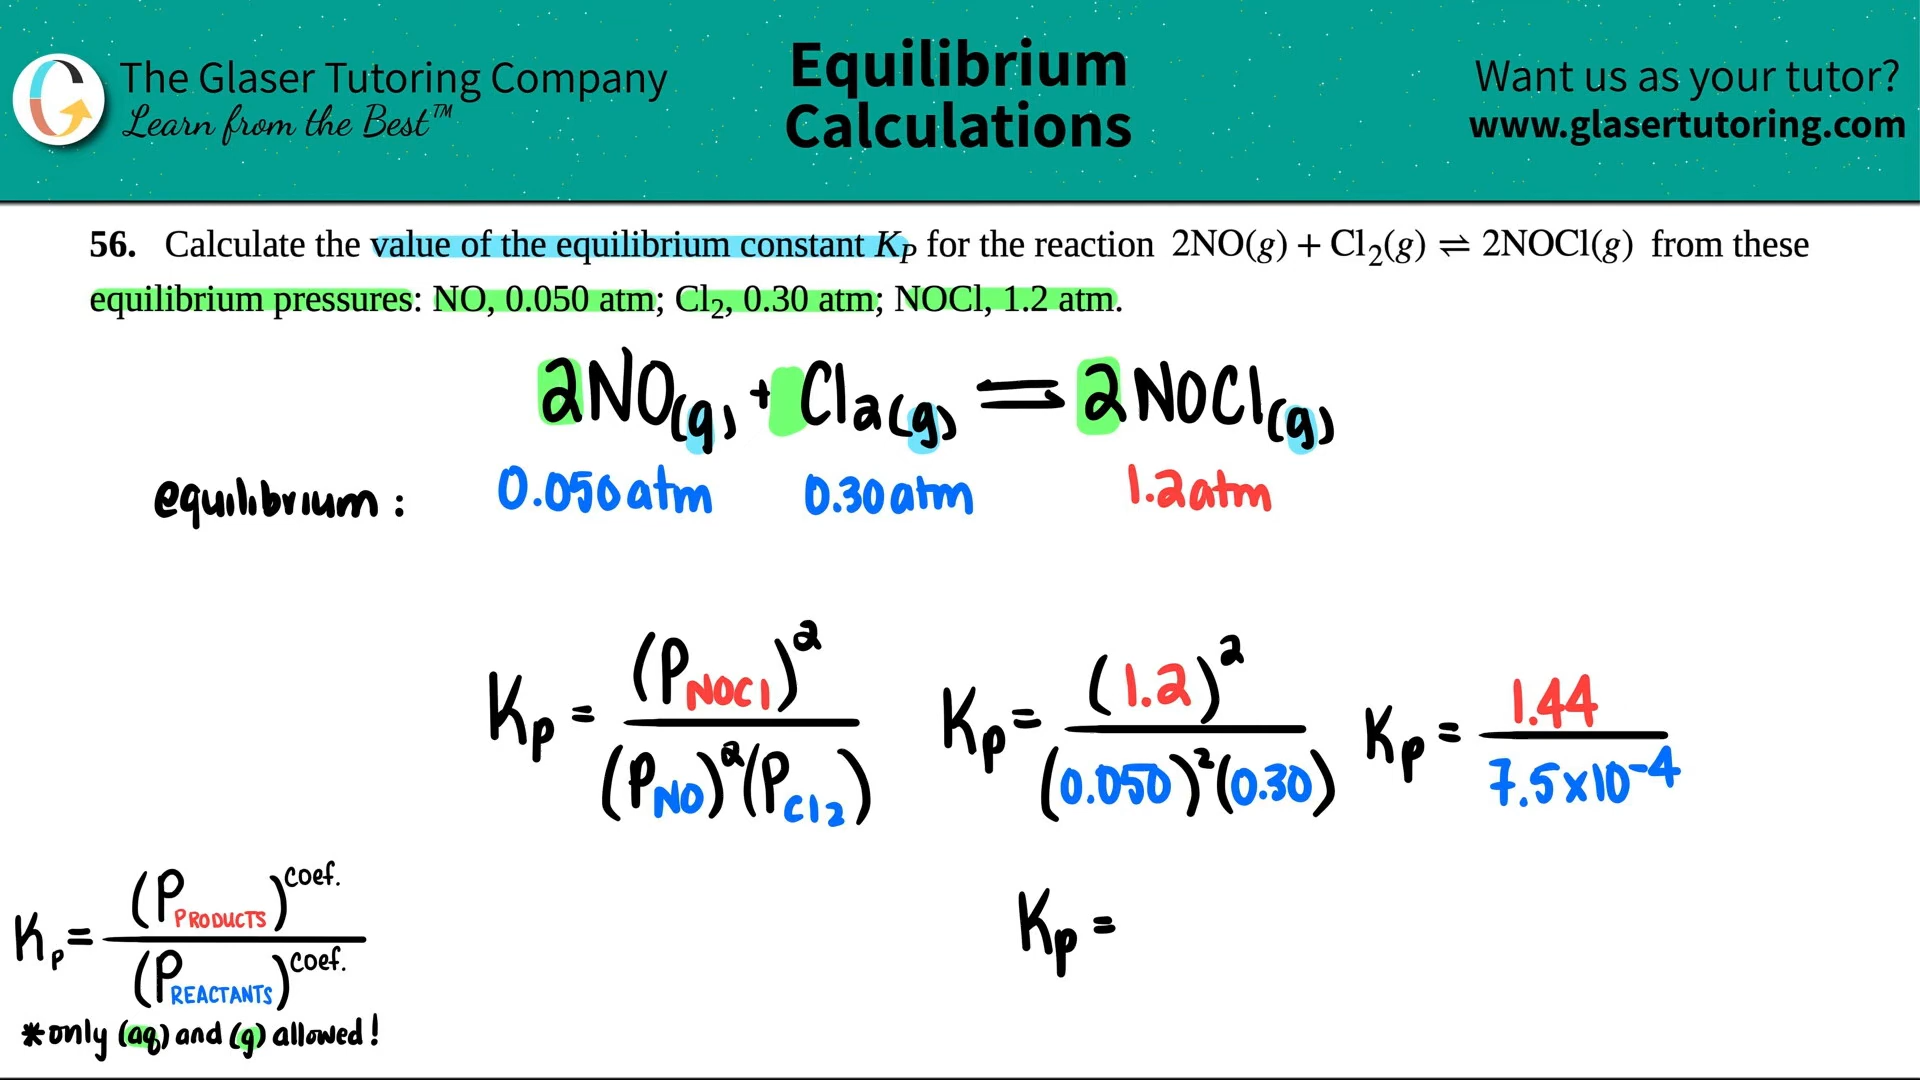 The Glaser Tutoring Company
Learn from the Best™
Equilibrium
Calculations
Want us as your tutor?
www.glasertutoring.com
56. Calculate the value of the equilibrium constant K_P for the reaction 2NO(g) + Cl₂(g) ⇌ 2NOCl(g) from these
equilibrium pressures: NO, 0.050 atm; Cl₂, 0.30 atm; NOCl, 1.2 atm.
2NO(g) + Cl₂(g) ⇌ 2NOCl(g)
equilibrium: 0.050 atm 0.30 atm 1.2 atm
Kp = (P_NOCl)² / (P_NO)²(P_Cl₂)
Kp = (1.2)² / (0.050)²(0.30)
Kp = 1.44 / 7.5x10⁻⁴
Kp =
Kp = (P_PRODUCTS)^coef. / (P_REACTANTS)^coef.
*only (aq) and (g) allowed!